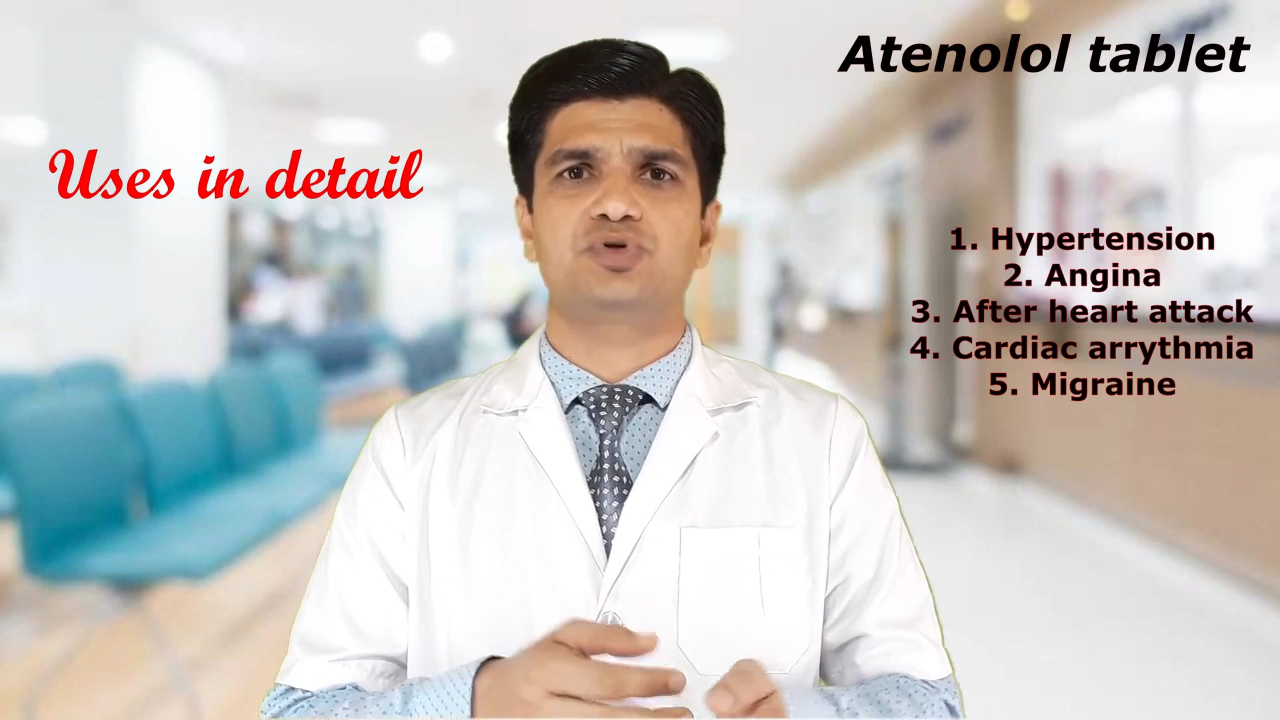 Atenolol tablet
Uses in detail
1. Hypertension
2. Angina
3. After heart attack
4. Cardiac arrythmia
5. Migraine